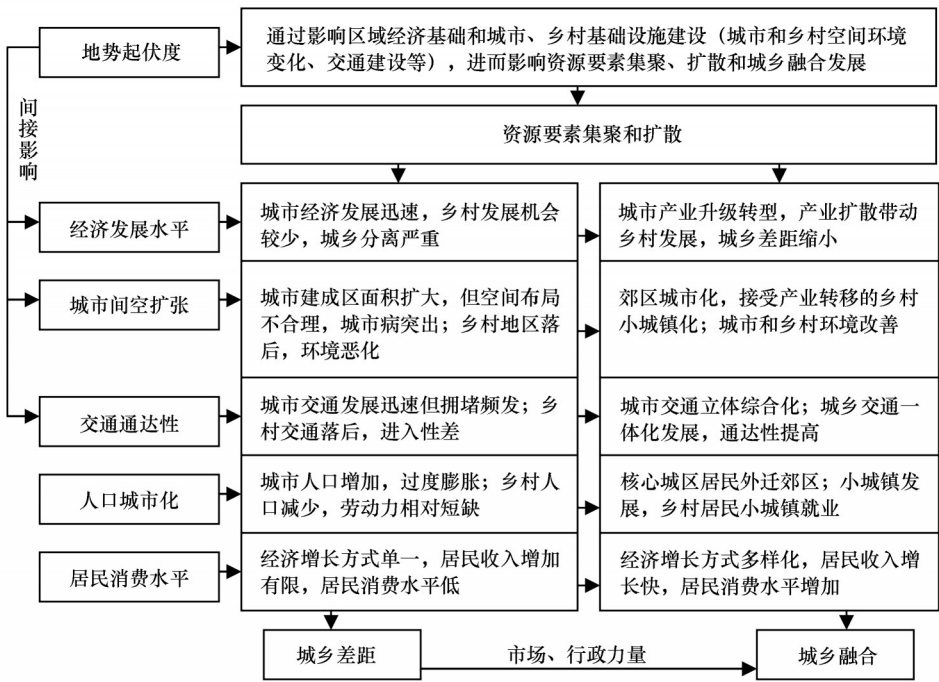 地势起伏度
通过影响区域经济基础和城市、乡村基础设施建设（城市和乡村空间环境
变化、交通建设等），进而影响资源要素集聚、扩散和城乡融合发展
间接影响
资源要素集聚和扩散
经济发展水平
城市经济发展迅速，乡村发展机会
较少，城乡分离严重
城市产业升级转型，产业扩散带动
乡村发展，城乡差距缩小
城市间空扩张
城市建成区面积扩大，但空间布局
不合理，城市病突出；乡村地区落
后，环境恶化
郊区城市化，接受产业转移的乡村
小城镇化；城市和乡村环境改善
交通通达性
城市交通发展迅速但拥堵频发；乡
村交通落后，进入性差
城市交通立体综合化；城乡交通一
体化发展，通达性提高
人口城市化
城市人口增加，过度膨胀；乡村人
口减少，劳动力相对短缺
核心城区居民外迁郊区；小城镇发
展，乡村居民小城镇就业
居民消费水平
经济增长方式单一，居民收入增加
有限，居民消费水平低
经济增长方式多样化，居民收入增
长快，居民消费水平增加
城乡差距
市场、行政力量
城乡融合